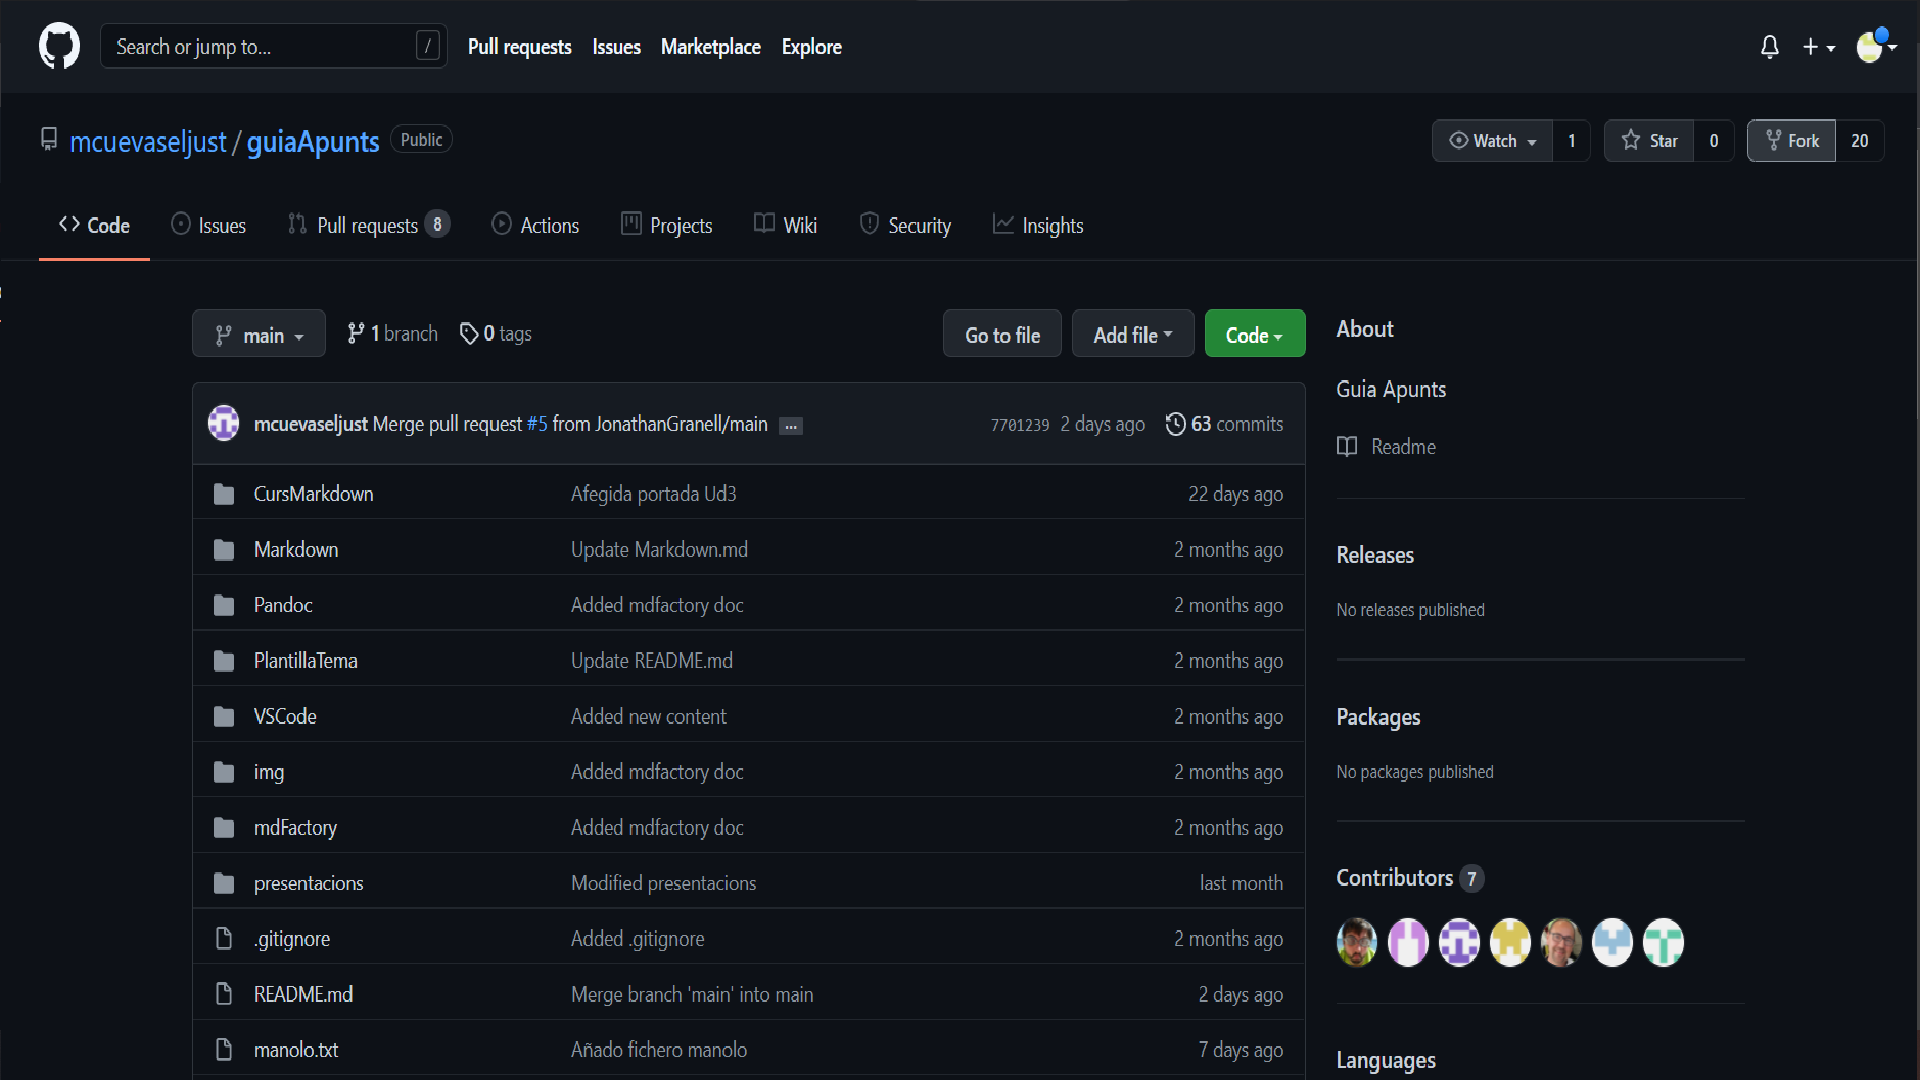 Search or jump to... /
Pull requests Issues Marketplace Explore
mcuevaseljust / guiaApunts Public
Watch 1 Star 0 Fork 20
Code Issues Pull requests 8 Actions Projects Wiki Security Insights
main 1 branch 0 tags
Go to file Add file Code
mcuevaseljust Merge pull request #5 from JonathanGranell/main ... 7701239 2 days ago 63 commits
CursMarkdown Afegida portada Ud3 22 days ago
Markdown Update Markdown.md 2 months ago
Pandoc Added mdfactory doc 2 months ago
PlantillaTema Update README.md 2 months ago
VSCode Added new content 2 months ago
img Added mdfactory doc 2 months ago
mdFactory Added mdfactory doc 2 months ago
presentacions Modified presentacions last month
.gitignore Added .gitignore 2 months ago
README.md Merge branch 'main' into main 2 days ago
manolo.txt Añado fichero manolo 7 days ago
About
Guia Apunts
Readme
Releases
No releases published
Packages
No packages published
Contributors 7
Languages